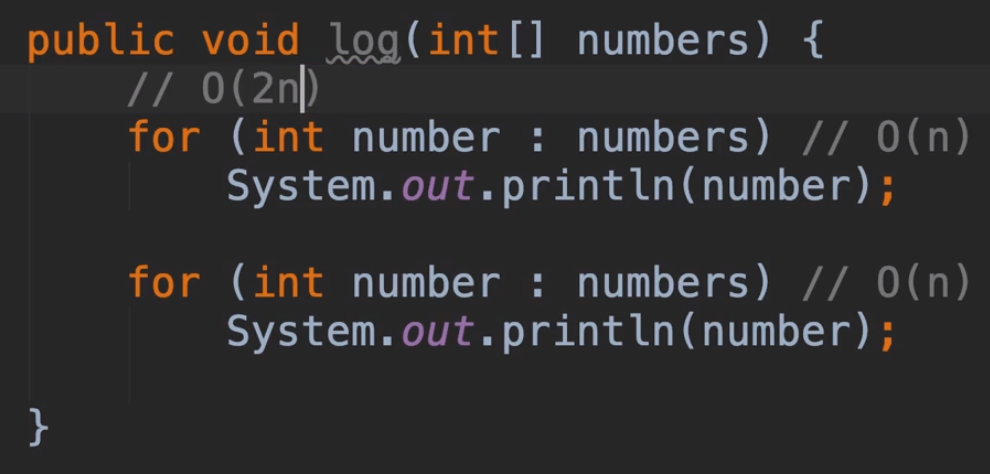 public void log(int[] numbers) {
// O(2n)
for (int number : numbers) // O(n)
System.out.println(number);
for (int number : numbers) // O(n)
System.out.println(number);
}